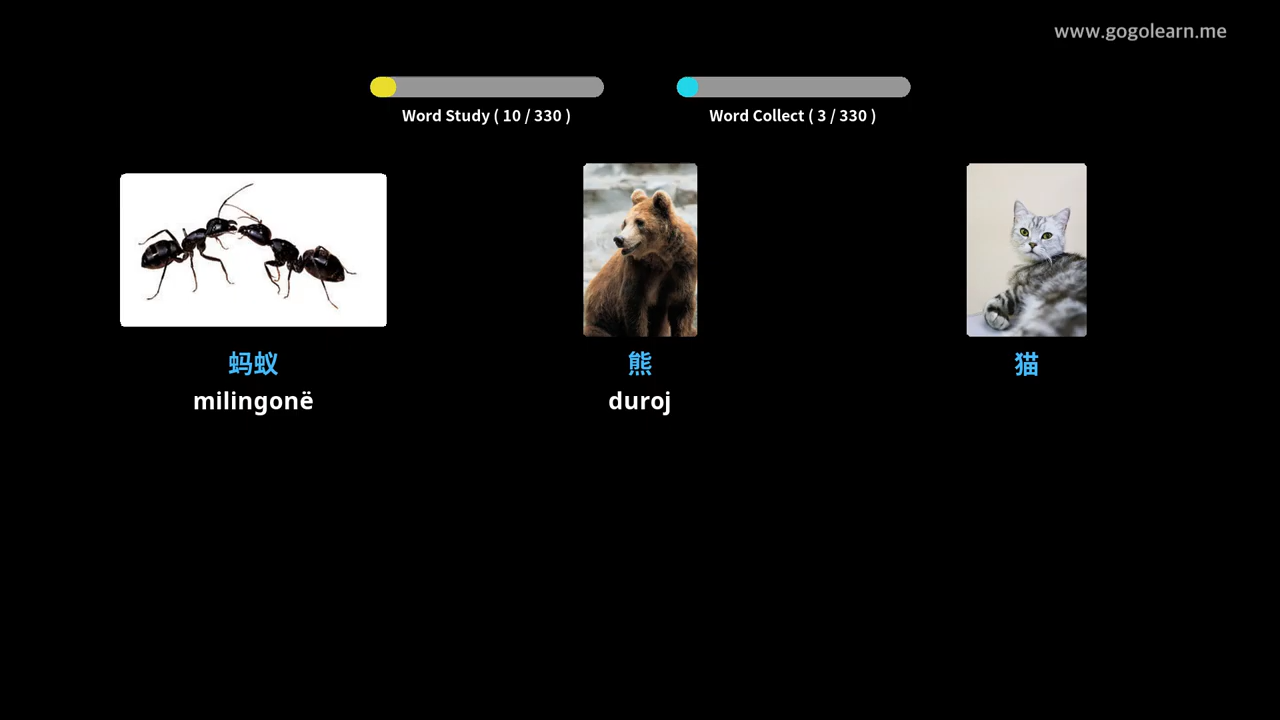 www.gogolearn.me
Word Study ( 10 / 330 )
Word Collect ( 3 / 330 )
蚂蚁
熊
猫
milingonë
duroj